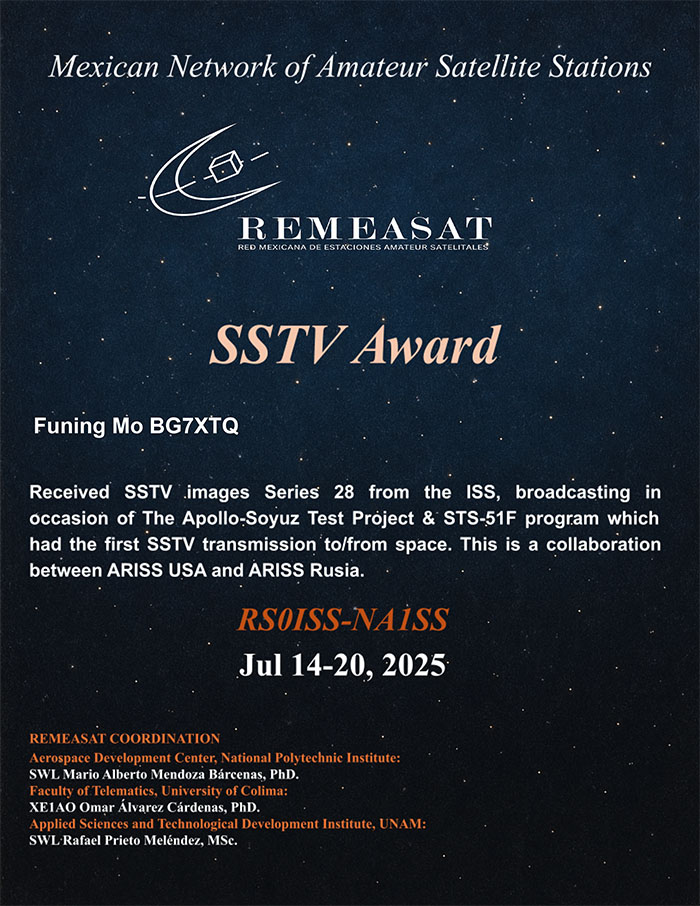 Mexican Network of Amateur Satellite Stations
REMEASAT
RED MEXICANA DE ESTACIONES AMATEUR SATELITALES
SSTV Award
Funing Mo BG7XTQ
Received SSTV images Series 28 from the ISS, broadcasting in
occasion of The Apollo-Soyuz Test Project & STS-51F program which
had the first SSTV transmission to/from space. This is a collaboration
between ARISS USA and ARISS Rusia.
RS0ISS-NA1SS
Jul 14-20, 2025
REMEASAT COORDINATION
Aerospace Development Center, National Polytechnic Institute:
SWL Mario Alberto Mendoza Bárcenas, PhD.
Faculty of Telematics, University of Colima:
XE1AO Omar Álvarez Cárdenas, PhD.
Applied Sciences and Technological Development Institute, UNAM:
SWL Rafael Prieto Meléndez, MSc.